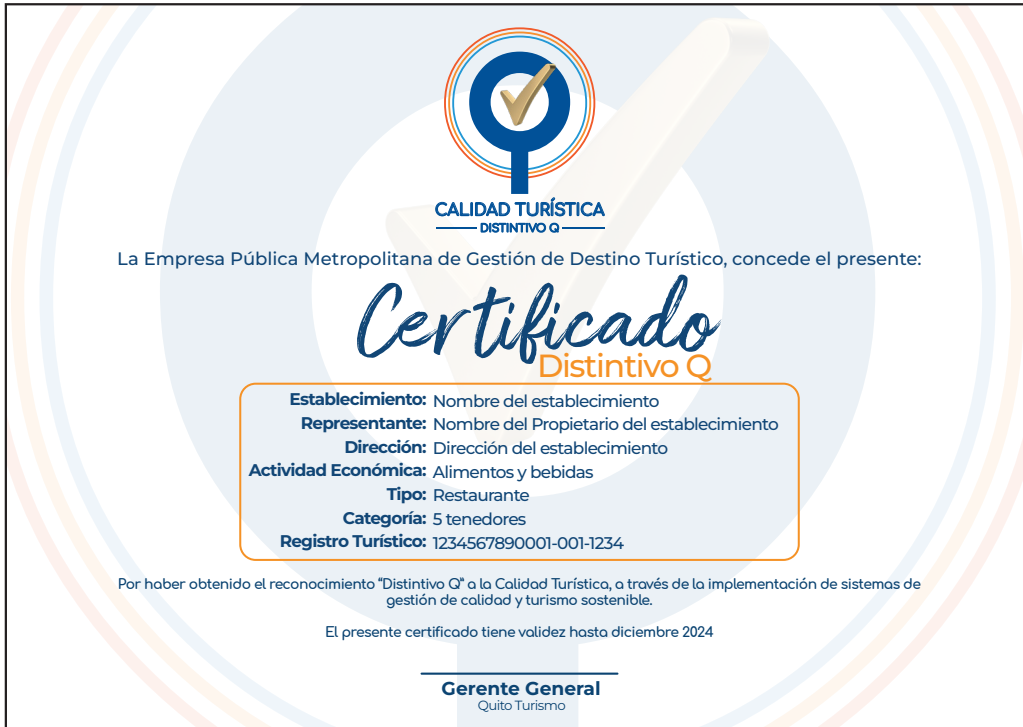 CALIDAD TURÍSTICA
DISTINTIVO Q
La Empresa Pública Metropolitana de Gestión de Destino Turístico, concede el presente:
Certificado
Distintivo Q
Establecimiento: Nombre del establecimiento
Representante: Nombre del Propietario del establecimiento
Dirección: Dirección del establecimiento
Actividad Económica: Alimentos y bebidas
Tipo: Restaurante
Categoría: 5 tenedores
Registro Turístico: 1234567890001-001-1234
Por haber obtenido el reconocimiento "Distintivo Q" a la Calidad Turística, a través de la implementación de sistemas de
gestión de calidad y turismo sostenible.
El presente certificado tiene validez hasta diciembre 2024
Gerente General
Quito Turismo